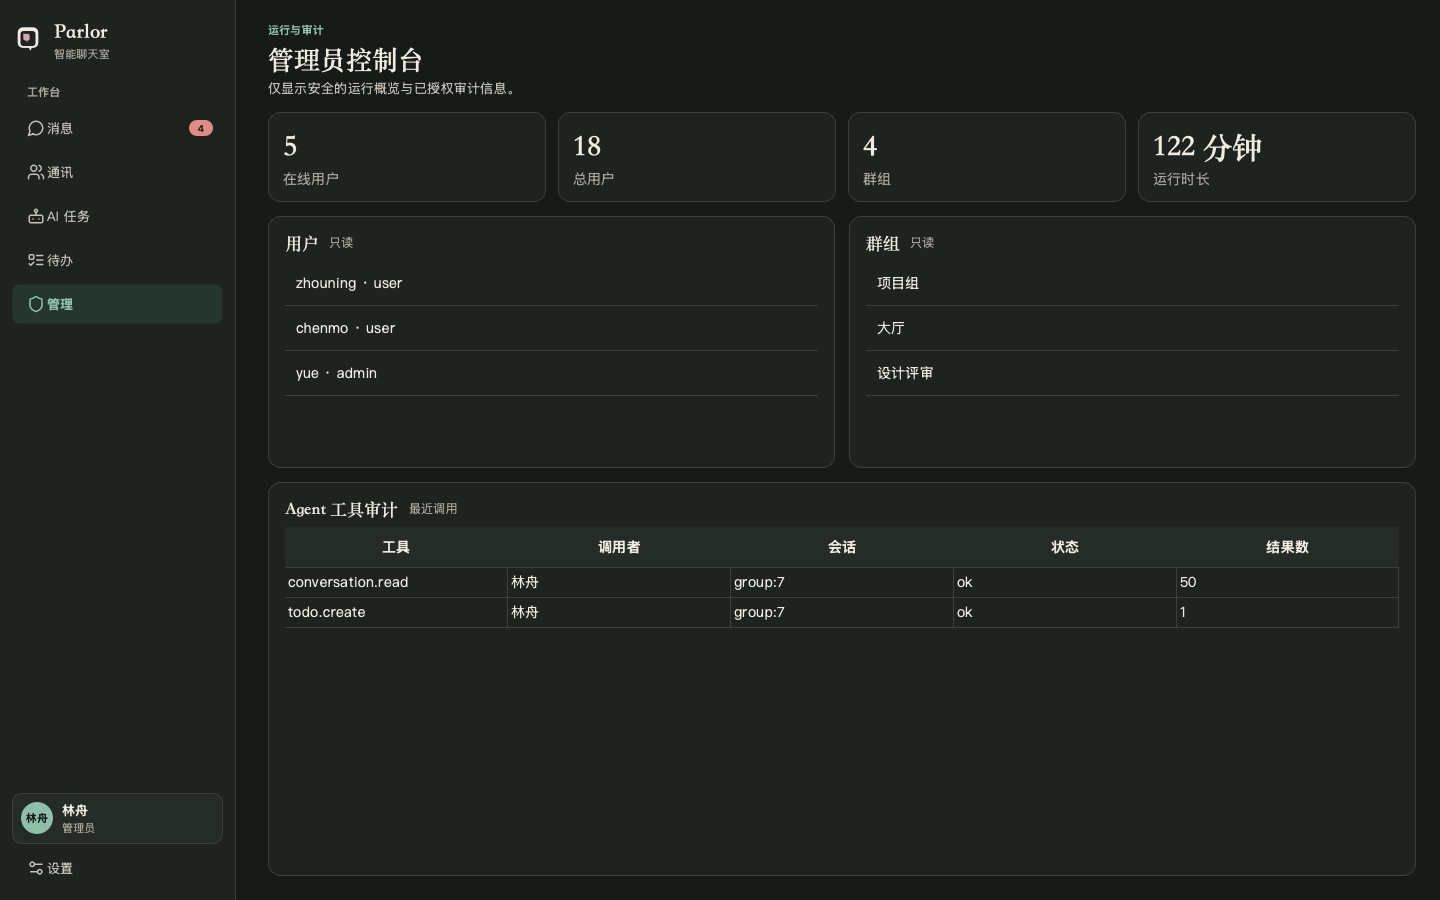 Parlor
智能聊天室
工作台
消息 4
通讯
AI 任务
待办
管理
林舟 林舟
管理员
设置
运行与审计
管理员控制台
仅显示安全的运行概览与已授权审计信息。
5
在线用户
18
总用户
4
群组
122 分钟
运行时长
用户 只读
zhouning · user
chenmo · user
yue · admin
群组 只读
项目组
大厅
设计评审
Agent 工具审计 最近调用
工具 调用者 会话 状态 结果数
conversation.read 林舟 group:7 ok 50
todo.create 林舟 group:7 ok 1